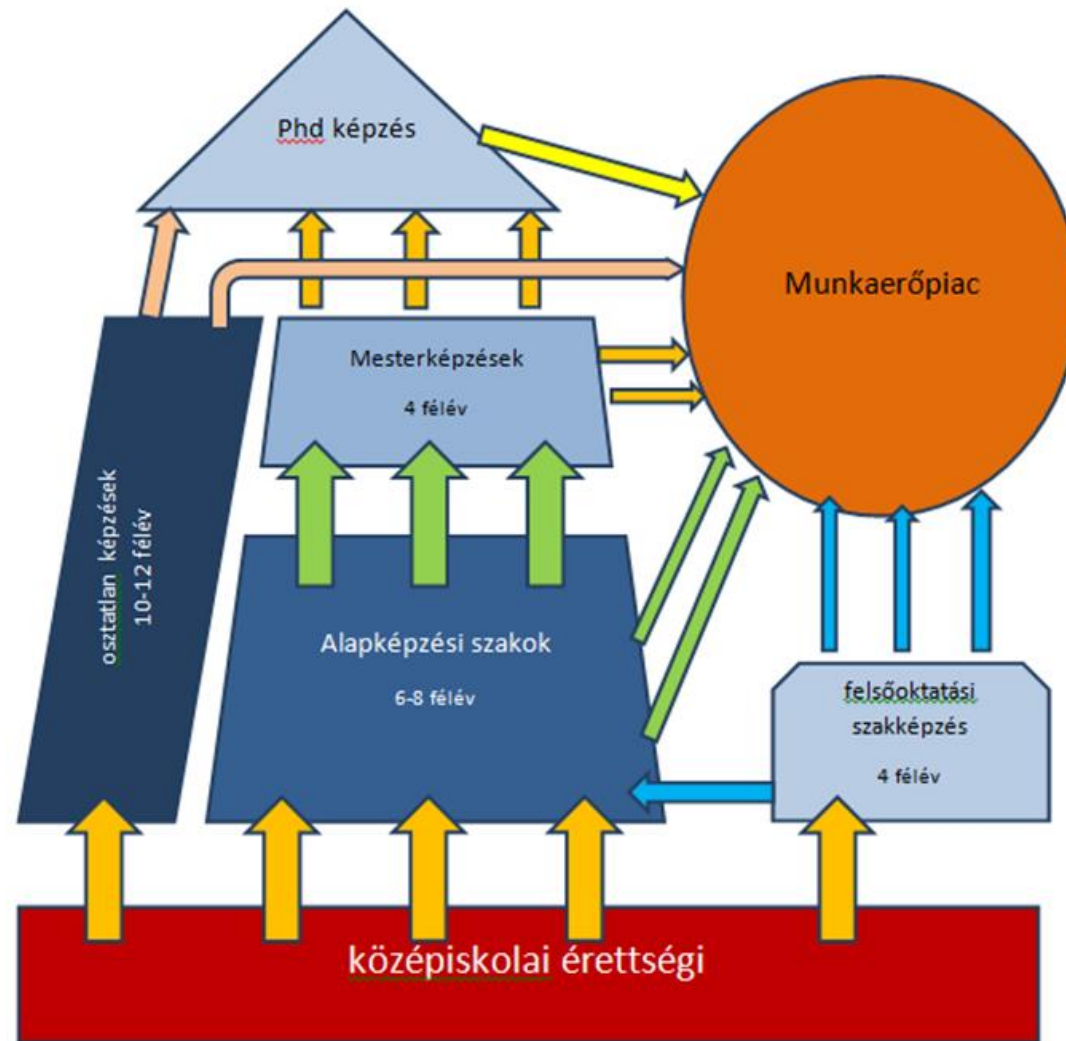 Phd képzés
Munkaerőpiac
Mesterképzések
4 félév
osztatlan képzések
10-12 félév
Alapképzési szakok
6-8 félév
felsőoktatási
szakképzés
4 félév
középiskolai érettségi